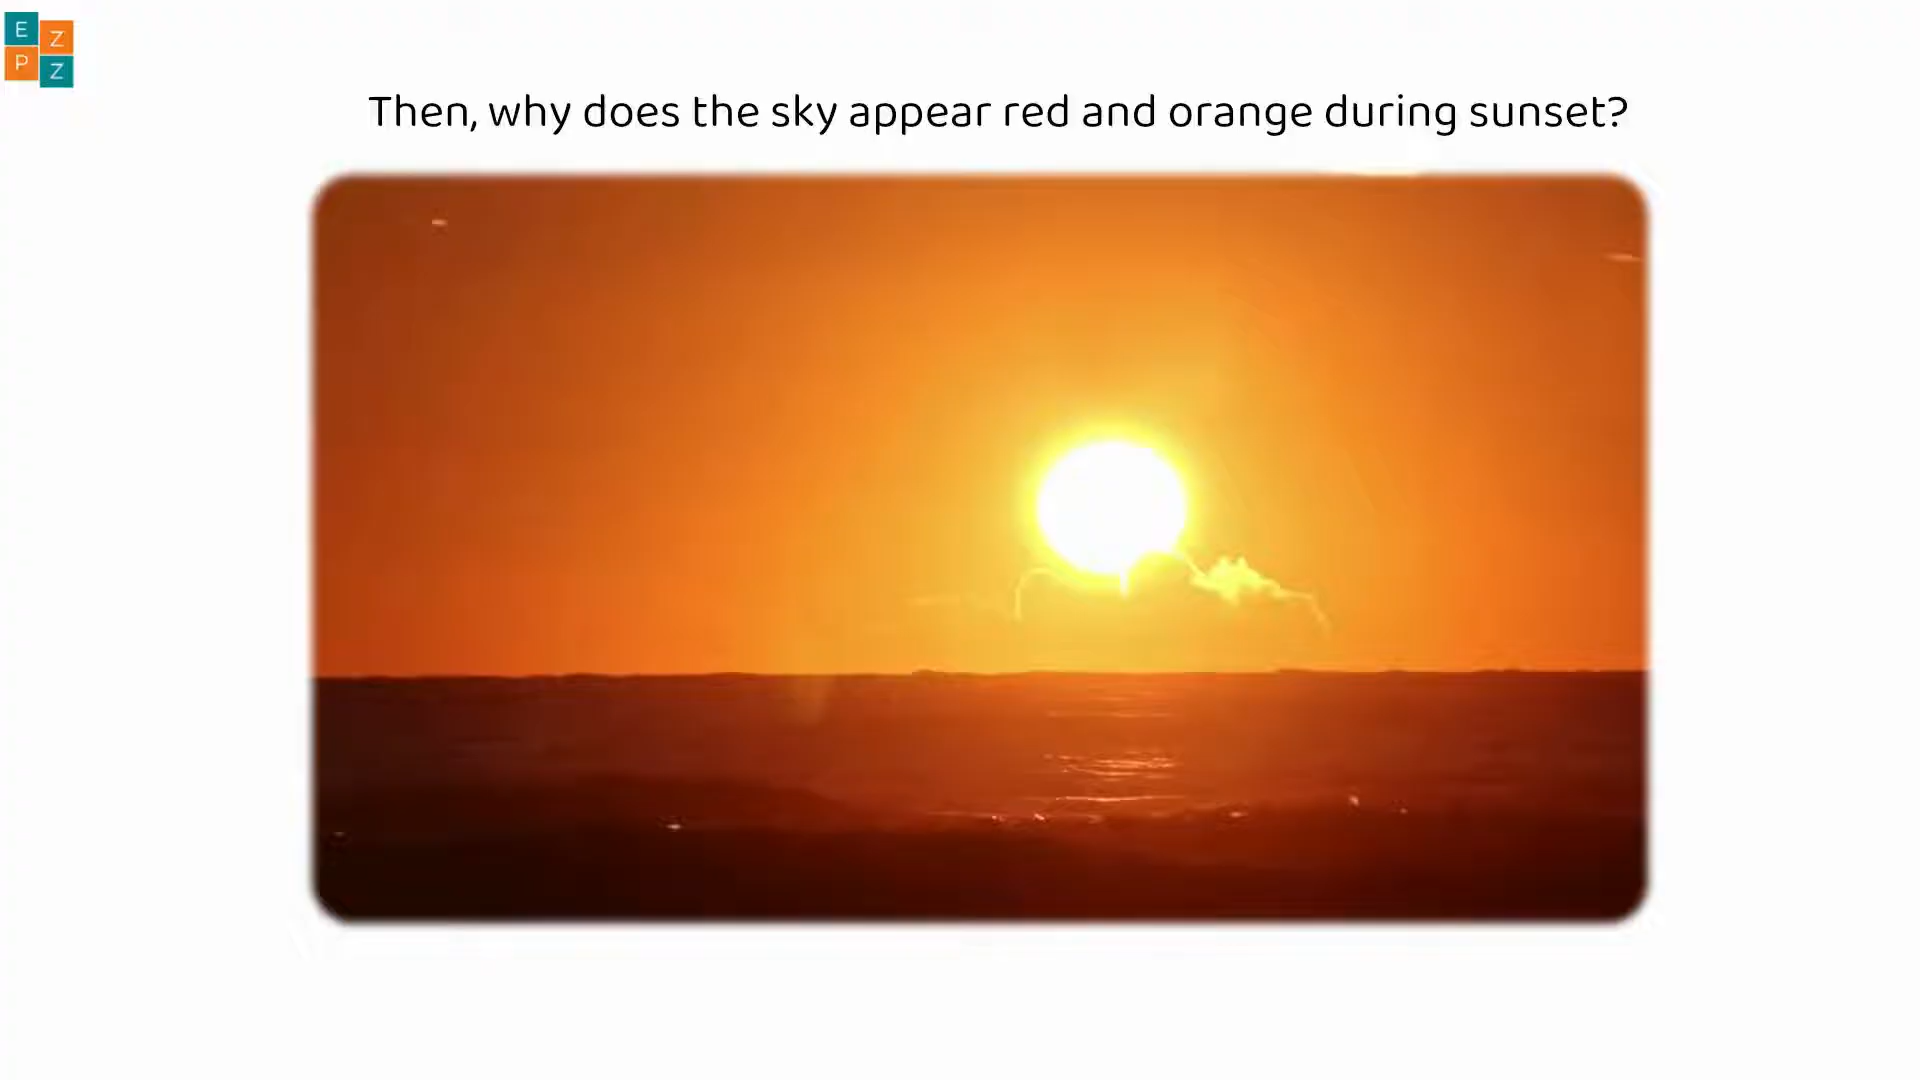 E Z
P Z
Then, why does the sky appear red and orange during sunset?